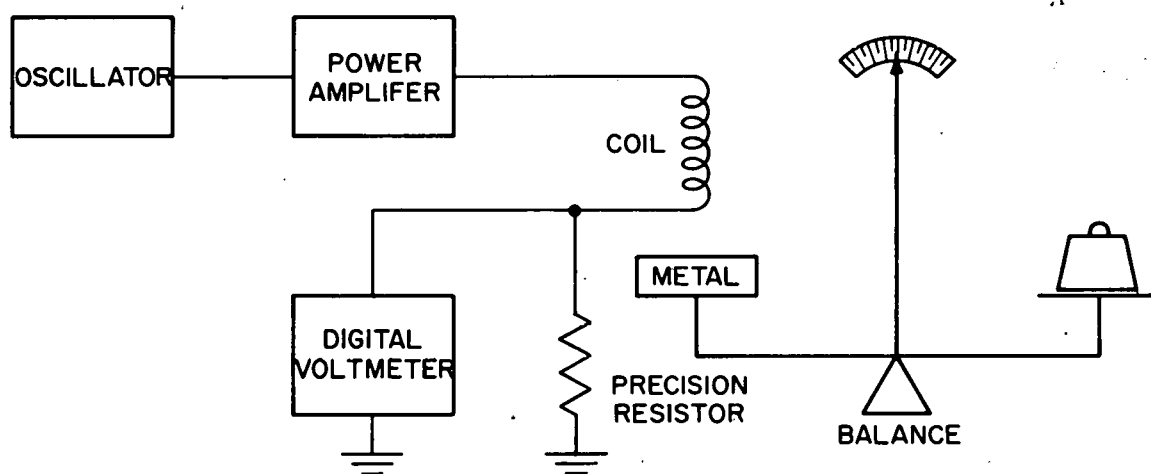 OSCILLATOR
POWER
AMPLIFER
COIL
METAL
DIGITAL
VOLTMETER
PRECISION
RESISTOR
BALANCE